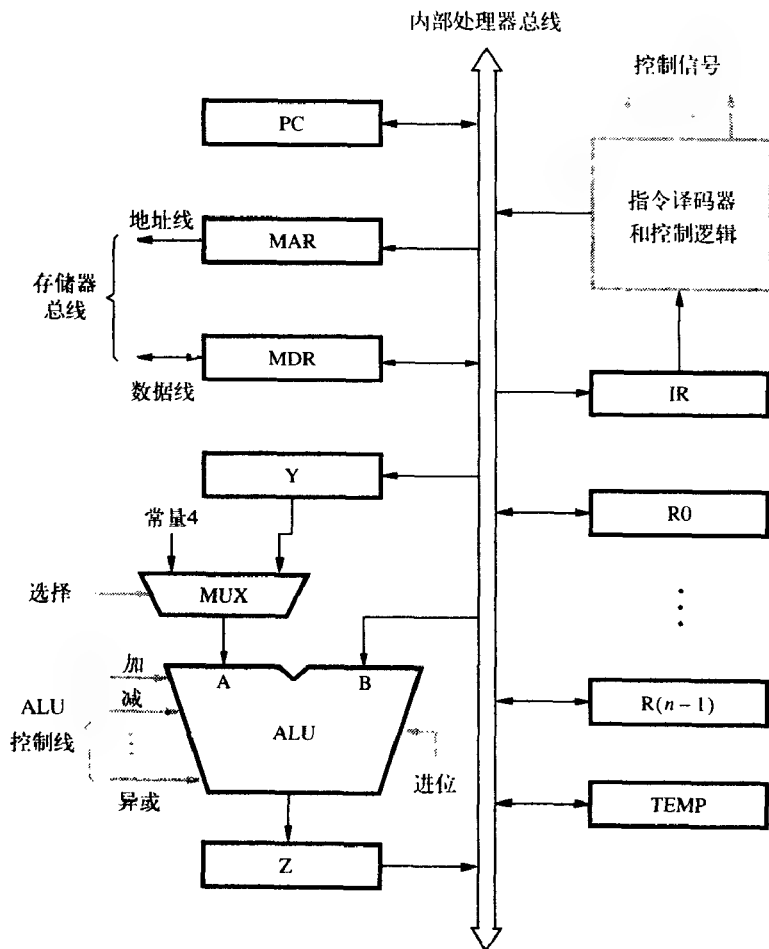 内部处理器总线
控制信号
PC
指令译码器
和控制逻辑
地址线
MAR
存储器
总线
MDR
数据线
IR
Y
常量4
R0
选择
MUX
⋮
加
A
B
ALU
控制线
减
⋮
ALU
R(n-1)
异或
进位
TEMP
Z